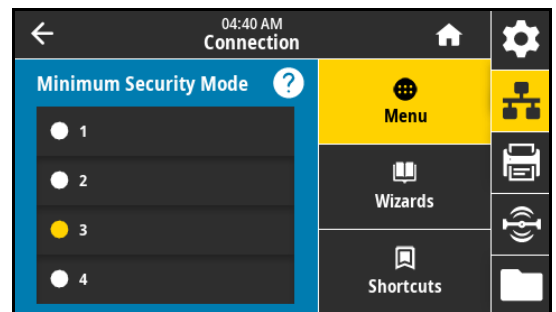 04:40 AM
Connection
Minimum Security Mode ?
1
2
3
4
Menu
Wizards
Shortcuts